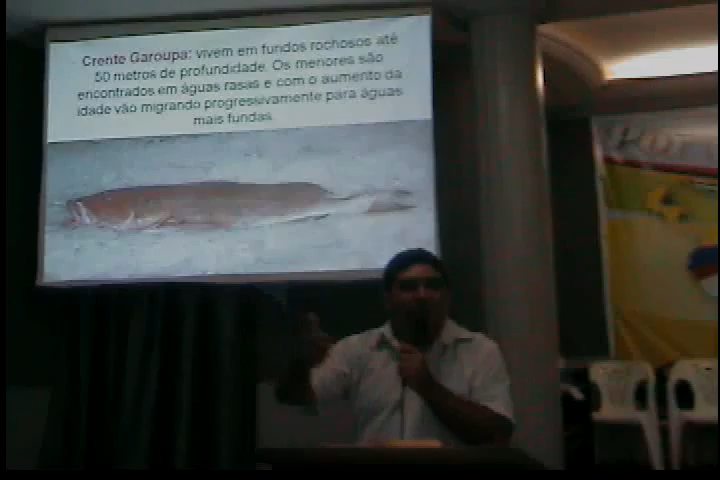 Crente Garoupa: vivem em fundos rochosos até
50 metros de profundidade. Os menores são
encontrados em águas rasas e com o aumento da
idade vão migrando progressivamente para águas
mais fundas.